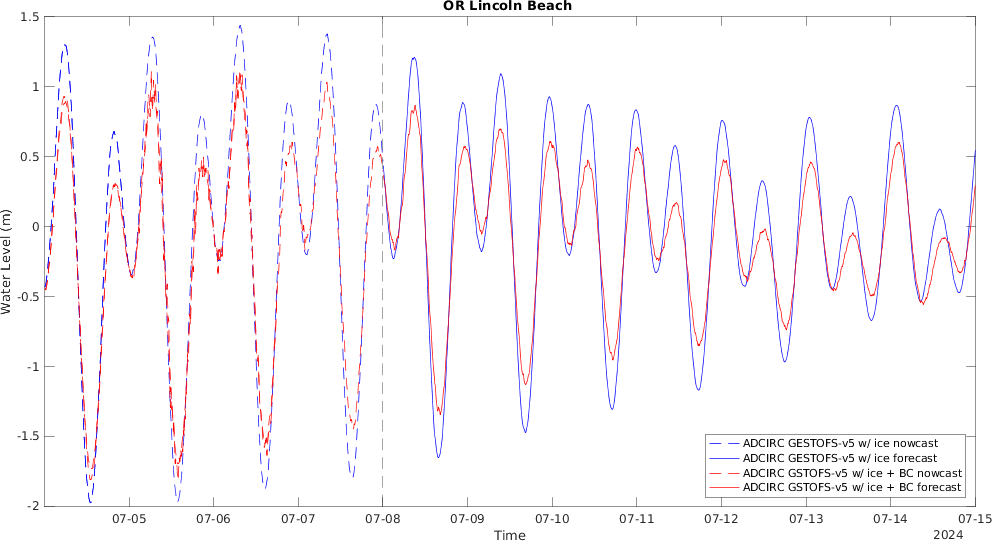 OR Lincoln Beach
1.5
1
0.5
0
-0.5
-1
-1.5
-2
Water Level (m)
07-05
07-06
07-07
07-08
07-09
07-10
07-11
07-12
07-13
07-14
07-15
Time
2024
ADCIRC GESTOFS-v5 w/ ice nowcast
ADCIRC GESTOFS-v5 w/ ice forecast
ADCIRC GSTOFS-v5 w/ ice + BC nowcast
ADCIRC GSTOFS-v5 w/ ice + BC forecast